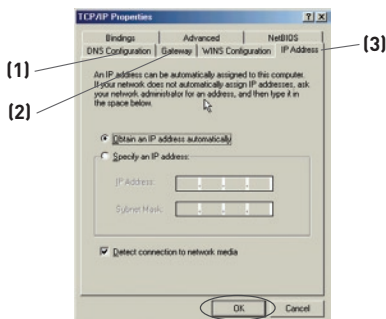 TCP/IP Properties
Bindings Advanced NetBIOS
DNS Configuration Gateway WINS Configuration IP Address
(1)
(2)
(3)
An IP address can be automatically assigned to this computer.
If your network does not automatically assign IP addresses, ask
your network administrator for an address, and then type it in
the space below.
Obtain an IP address automatically
Specify an IP address:
IP Address:
Subnet Mask:
Detect connection to network media
OK Cancel